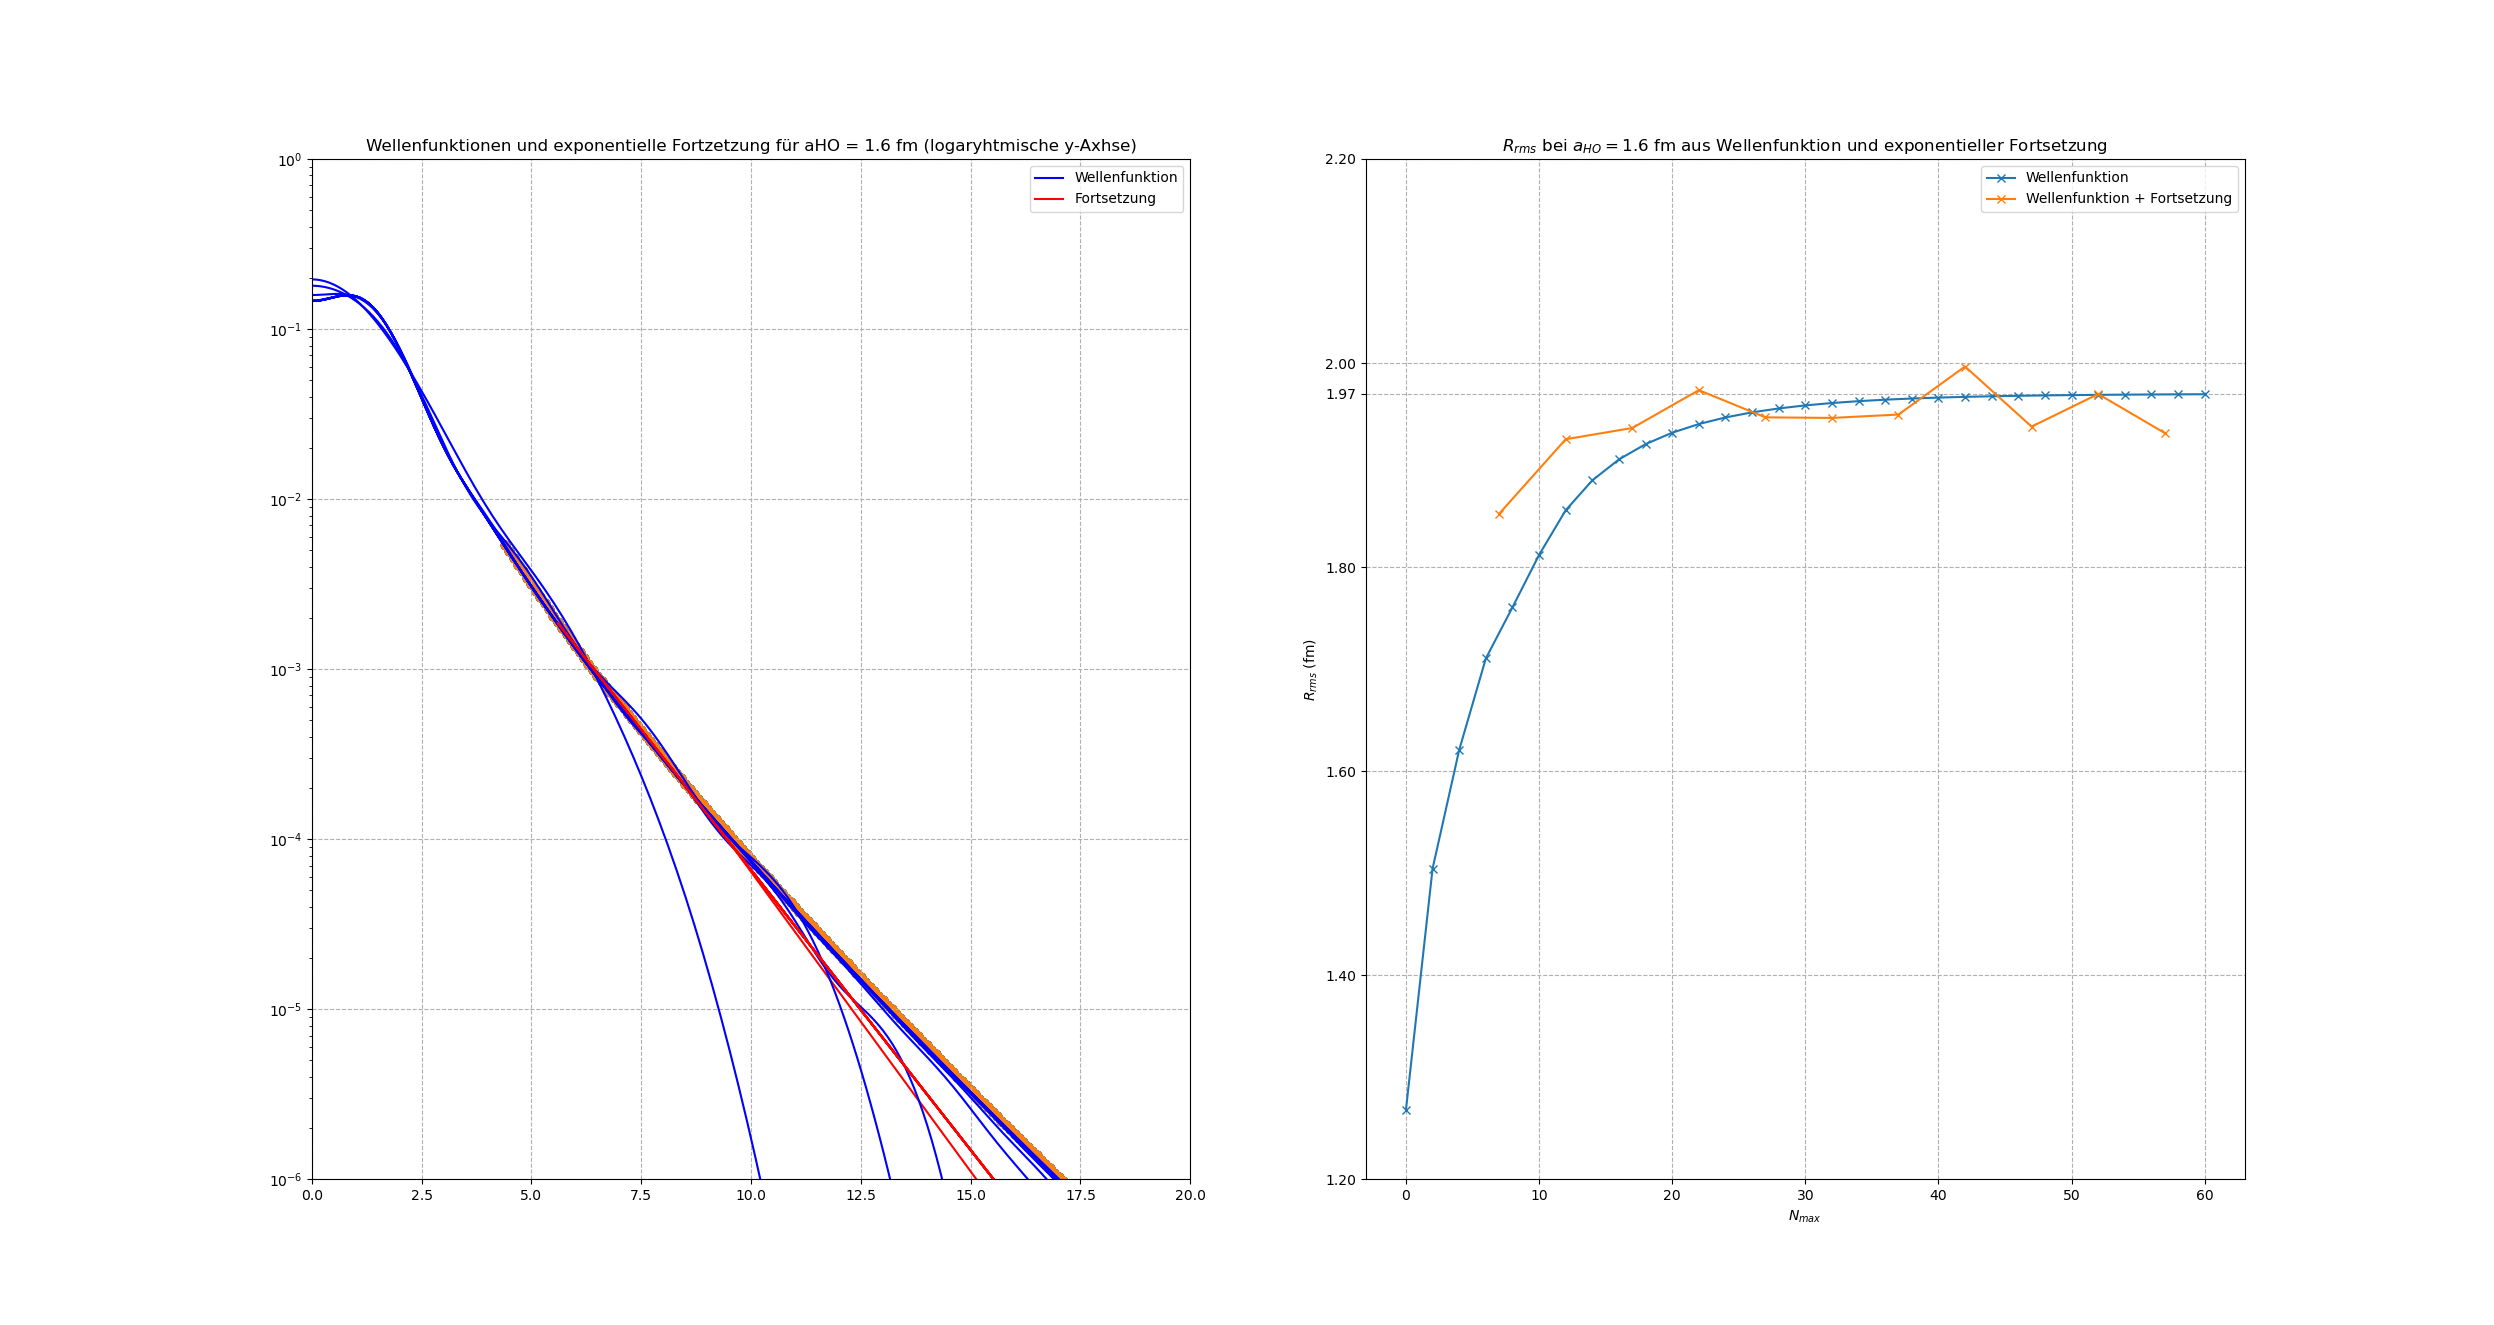 Wellenfunktionen und exponentielle Fortzetzung für aHO = 1.6 fm (logaryhtmische y-Axhse)
Wellenfunktion
Fortsetzung
10^0
10^-1
10^-2
10^-3
10^-4
10^-5
10^-6
0.0 2.5 5.0 7.5 10.0 12.5 15.0 17.5 20.0
R_rms bei a_HO = 1.6 fm aus Wellenfunktion und exponentieller Fortsetzung
Wellenfunktion
Wellenfunktion + Fortsetzung
2.20
2.00
1.97
1.80
1.60
1.40
1.20
R_rms (fm)
0 10 20 30 40 50 60
N_max